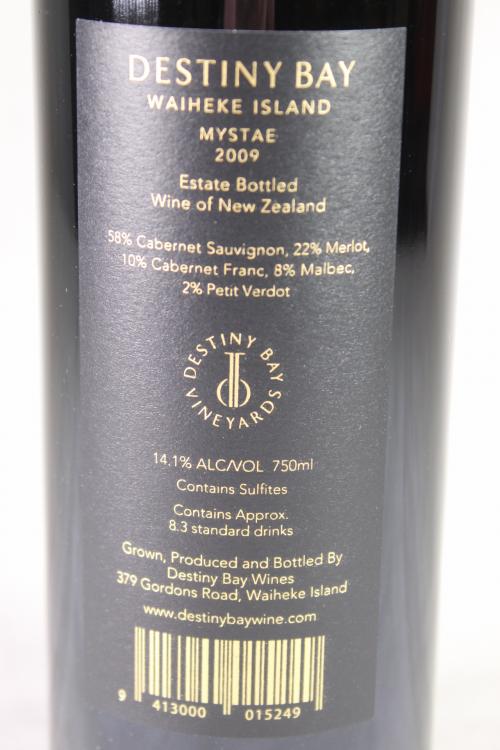 DESTINY BAY
WAIHEKE ISLAND
MYSTAE
2009
Estate Bottled
Wine of New Zealand
58% Cabernet Sauvignon, 22% Merlot,
10% Cabernet Franc, 8% Malbec,
2% Petit Verdot
DESTINY BAY
VINEYARDS
14.1% ALC/VOL 750ml
Contains Sulfites
Contains Approx.
8.3 standard drinks
Grown, Produced and Bottled By
Destiny Bay Wines
379 Gordons Road, Waiheke Island
www.destinybaywine.com
9 413000 015249